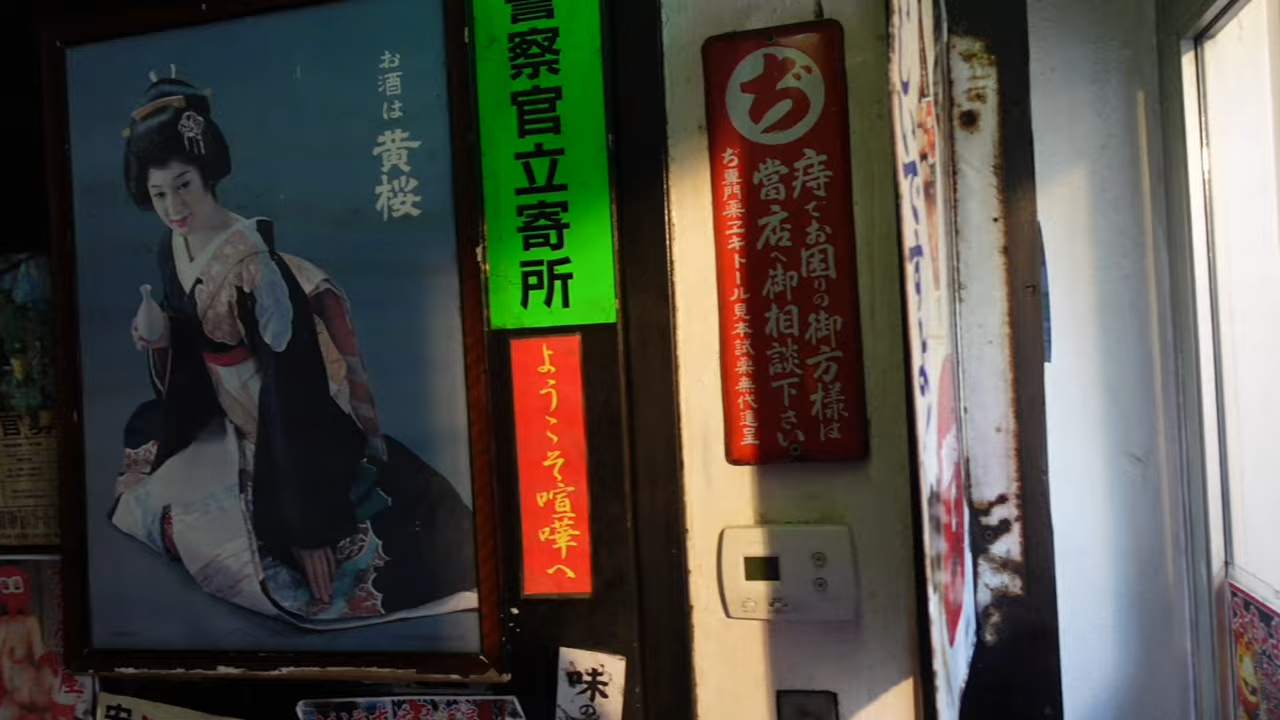 お酒は
黄桜
警察官立寄所
ようこそ喧嘩へ
ぢ
痔でお困りの御方様は
當店へ御相談下さい。
ぢ専門薬ヱキトール見本試薬無代進呈
味の